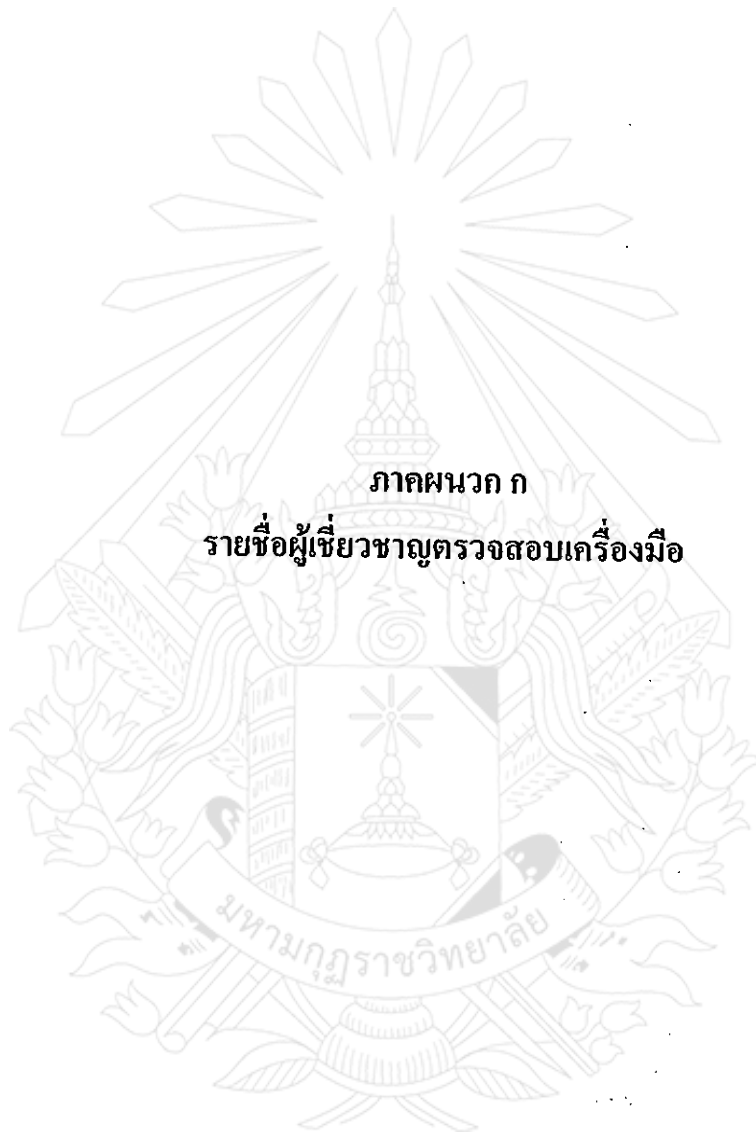 ภาคผนวก ก
รายชื่อผู้เชี่ยวชาญตรวจสอบเครื่องมือ
มหามกุฏราชวิทยาลัย